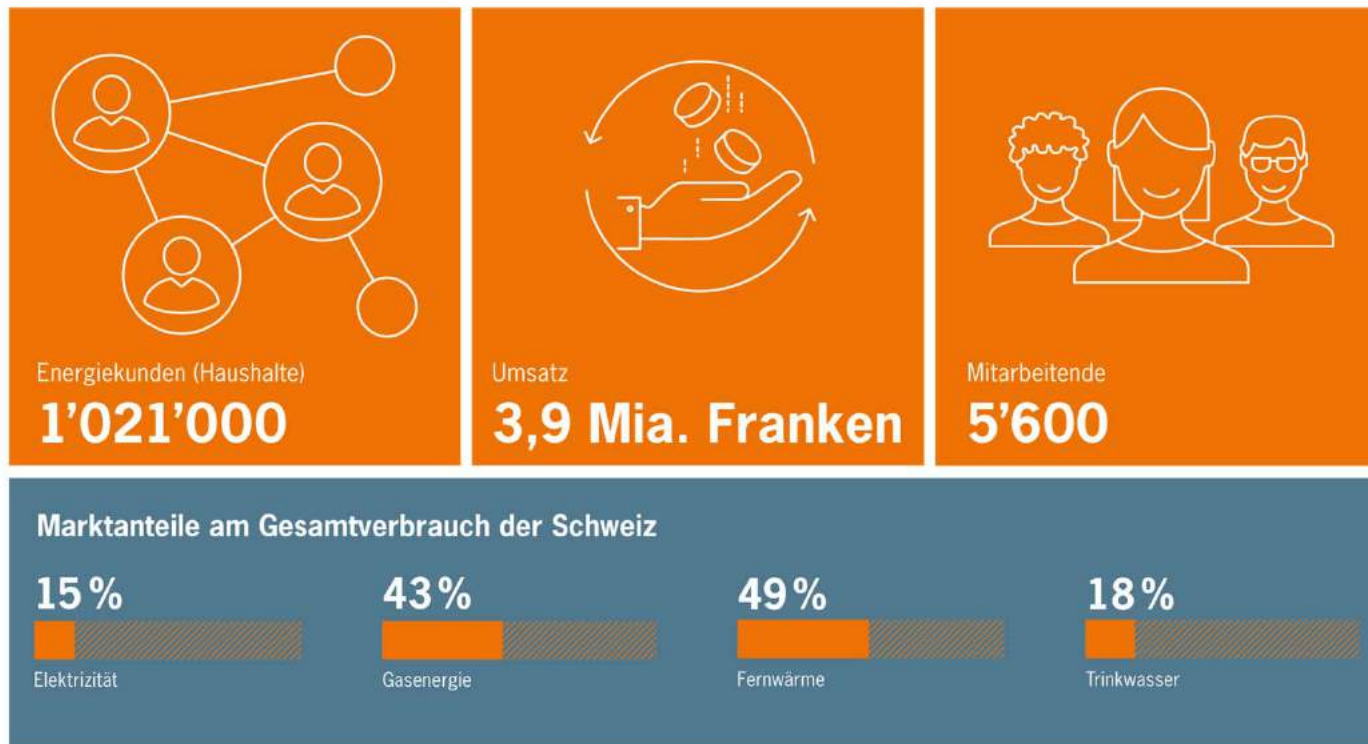 Energiekunden (Haushalte)
1’021’000
Umsatz
3,9 Mia. Franken
Mitarbeitende
5’600
Marktanteile am Gesamtverbrauch der Schweiz
15 %
Elektrizität
43 %
Gasenergie
49 %
Fernwärme
18 %
Trinkwasser